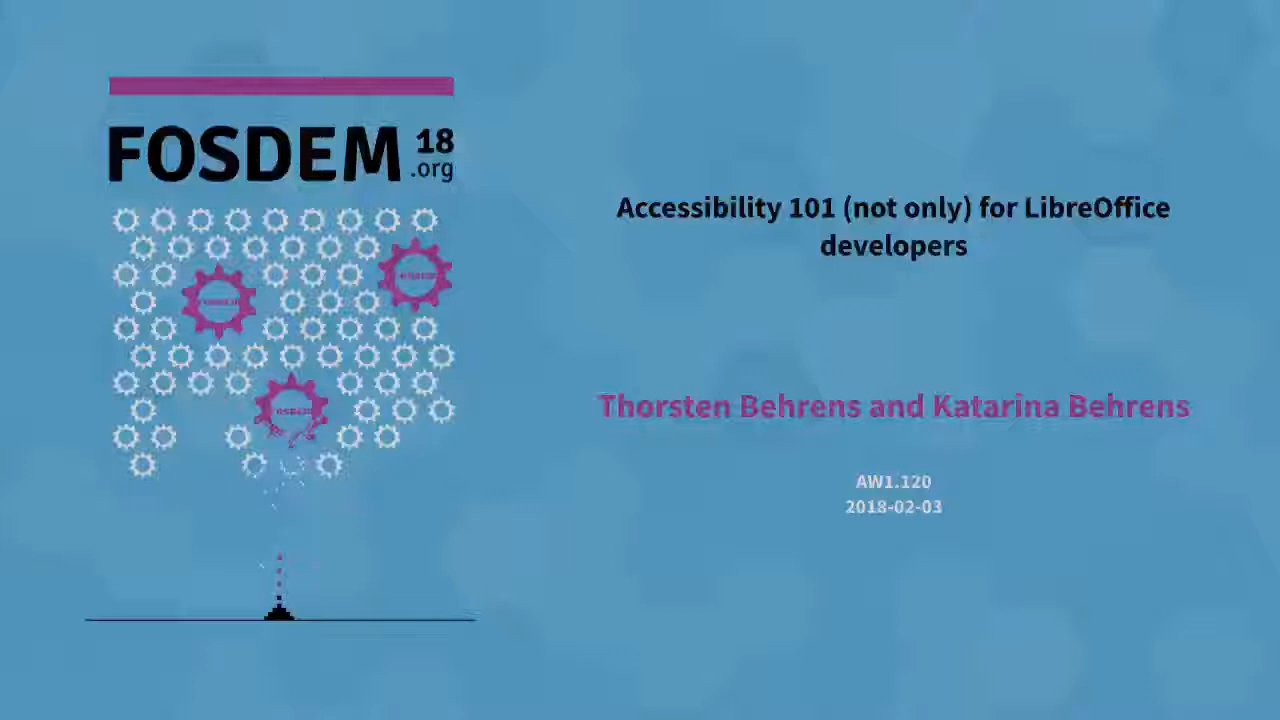 FOSDEM 18
.org
Accessibility 101 (not only) for LibreOffice
developers
Thorsten Behrens and Katarina Behrens
AW1.120
2018-02-03